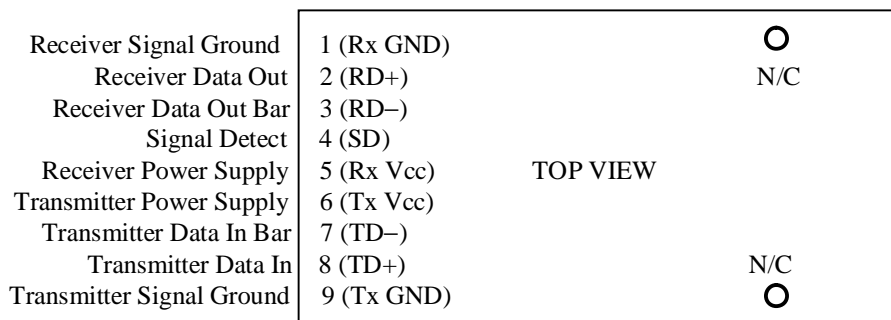 Receiver Signal Ground 1 (Rx GND)
Receiver Data Out 2 (RD+) N/C
Receiver Data Out Bar 3 (RD−)
Signal Detect 4 (SD)
Receiver Power Supply 5 (Rx Vcc) TOP VIEW
Transmitter Power Supply 6 (Tx Vcc)
Transmitter Data In Bar 7 (TD−)
Transmitter Data In 8 (TD+) N/C
Transmitter Signal Ground 9 (Tx GND)